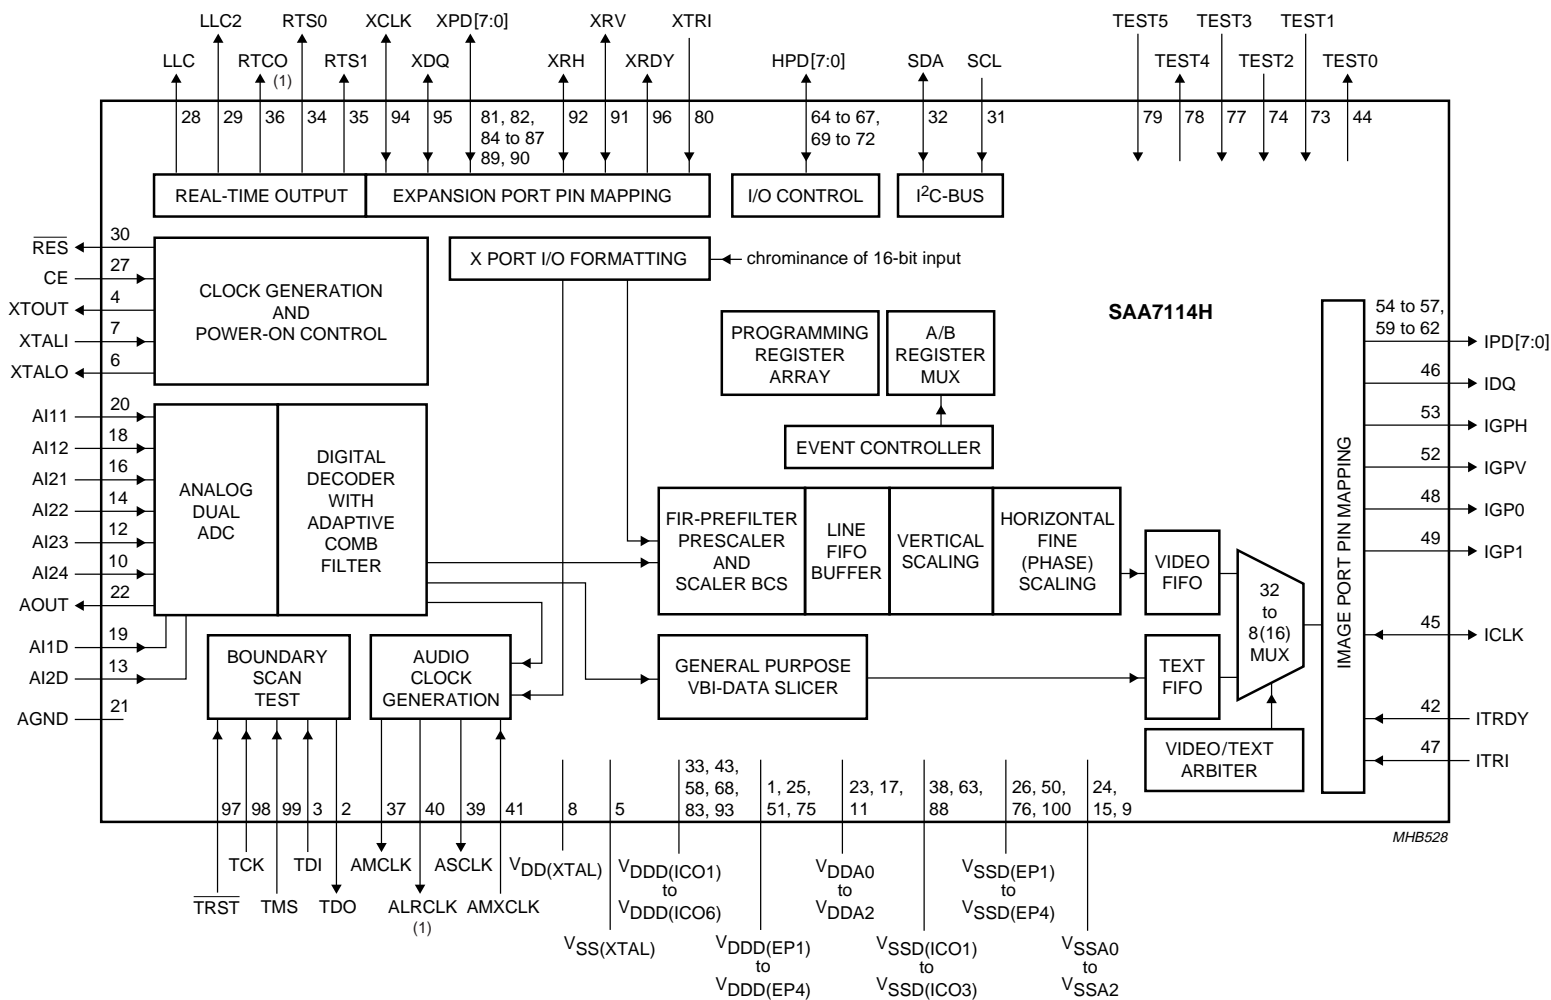 LLC2 RTS0 XCLK XPD[7:0] XRV XTRI TEST5 TEST3 TEST1
LLC RTCO RTS1 XDQ XRH XRDY HPD[7:0] SDA SCL TEST4 TEST2 TEST0
(1)
28 29 36 34 35 94 95 81, 82, 92 91 96 80 64 to 67, 32 31 79 78 77 74 73 44
84 to 87 69 to 72
89, 90
REAL-TIME OUTPUT EXPANSION PORT PIN MAPPING I/O CONTROL I2C-BUS
RES 30
CE 27
XTOUT 4
XTALI 7
XTALO 6
CLOCK GENERATION
AND
POWER-ON CONTROL
X PORT I/O FORMATTING
chrominance of 16-bit input
SAA7114H
PROGRAMMING
REGISTER
ARRAY
A/B
REGISTER
MUX
EVENT CONTROLLER
AI11 20
AI12 18
AI21 16
AI22 14
AI23 12
AI24 10
AOUT 22
AI1D 19
AI2D 13
AGND 21
ANALOG
DUAL
ADC
DIGITAL
DECODER
WITH
ADAPTIVE
COMB
FILTER
FIR-PREFILTER
PRESCALER
AND
SCALER BCS
LINE
FIFO
BUFFER
VERTICAL
SCALING
HORIZONTAL
FINE
(PHASE)
SCALING
VIDEO
FIFO
32
to
8(16)
MUX
IMAGE PORT PIN MAPPING
54 to 57,
59 to 62 IPD[7:0]
46 IDQ
53 IGPH
52 IGPV
48 IGP0
49 IGP1
45 ICLK
42 ITRDY
47 ITRI
BOUNDARY
SCAN
TEST
AUDIO
CLOCK
GENERATION
GENERAL PURPOSE
VBI-DATA SLICER
TEXT
FIFO
VIDEO/TEXT
ARBITER
97 98 99 3 2 37 40 39 41 8 5
33, 43,
58, 68,
83, 93
1, 25,
51, 75
23, 17,
11
38, 63,
88
26, 50,
76, 100
24,
15, 9
MHB528
TCK TDI AMCLK ASCLK
TRST TMS TDO ALRCLK AMXCLK
(1)
VDD(XTAL)
VSS(XTAL)
VDDD(ICO1)
to
VDDD(ICO6)
VDDD(EP1)
to
VDDD(EP4)
VDDA0
to
VDDA2
VSSD(ICO1)
to
VSSD(ICO3)
VSSD(EP1)
to
VSSD(EP4)
VSSA0
to
VSSA2